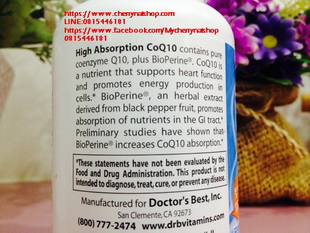 https://www.cherrynatshop.com
LINE:0815446181
https://www.facebook.com/Mycherrynatshop
0815446181
High Absorption CoQ10 contains pure
coenzyme Q10, plus BioPerine®. CoQ10 is
a nutrient that supports heart function
and promotes energy production in
cells.* BioPerine®, an herbal extract
derived from black pepper fruit, promotes
absorption of nutrients in the GI tract.*
Preliminary studies have shown that
BioPerine® increases CoQ10 absorption.*
*These statements have not been evaluated by the
Food and Drug Administration. This product is not
intended to diagnose, treat, cure, or prevent any disease.
Manufactured for Doctor's Best, Inc.
San Clemente, CA 92673
(800) 777-2474 www.drbvitamins.com